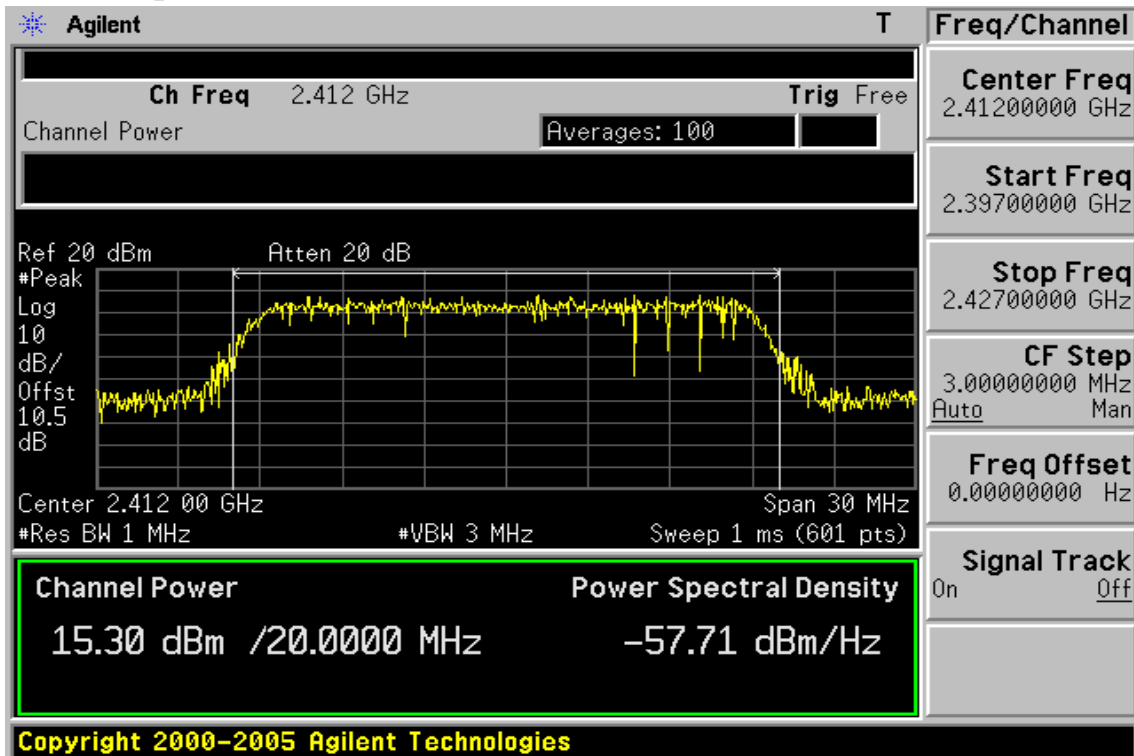 Agilent T Freq/Channel
Ch Freq 2.412 GHz Trig Free
Channel Power Averages: 100
Ref 20 dBm Atten 20 dB
#Peak
Log
10
dB/
Offst
10.5
dB
Center 2.412 00 GHz Span 30 MHz
#Res BW 1 MHz #VBW 3 MHz Sweep 1 ms (601 pts)
Channel Power Power Spectral Density
15.30 dBm /20.0000 MHz -57.71 dBm/Hz
Copyright 2000-2005 Agilent Technologies
Center Freq
2.41200000 GHz
Start Freq
2.39700000 GHz
Stop Freq
2.42700000 GHz
CF Step
3.00000000 MHz
Auto Man
Freq Offset
0.00000000 Hz
Signal Track
On Off